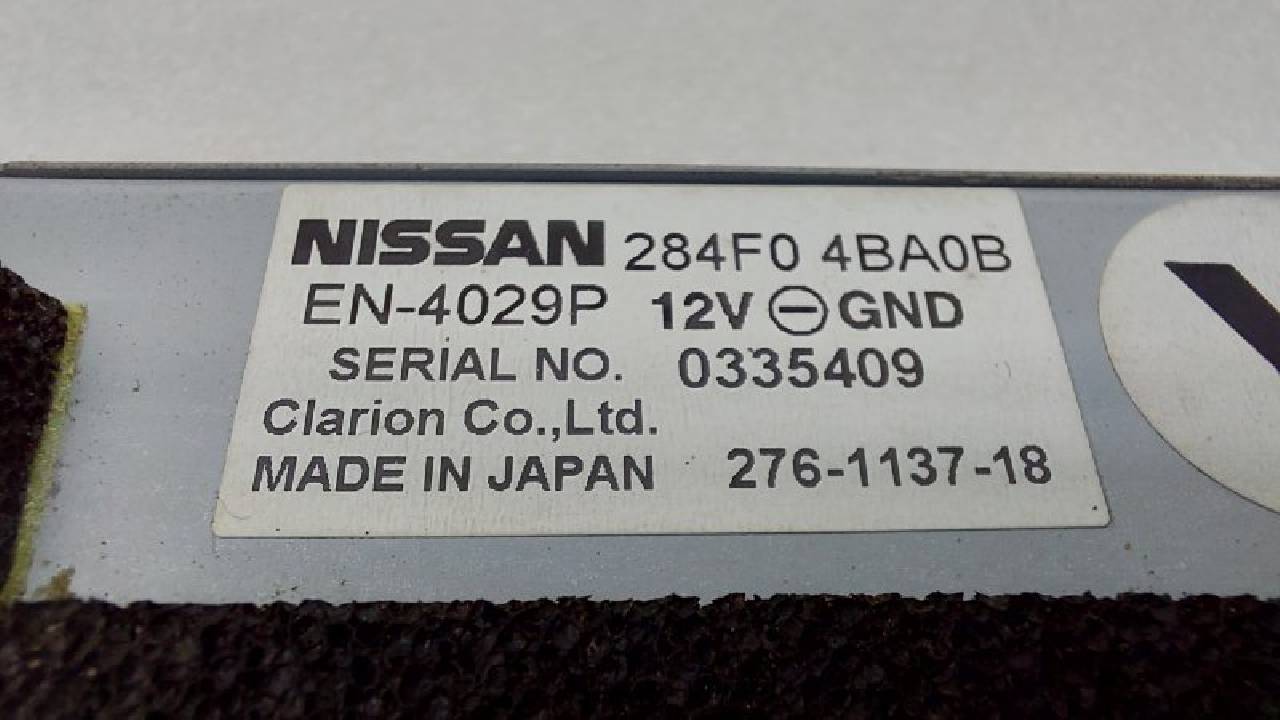 NISSAN 284F0 4BA0B
EN-4029P 12V ⊖ GND
SERIAL NO. 0335409
Clarion Co.,Ltd.
MADE IN JAPAN 276-1137-18